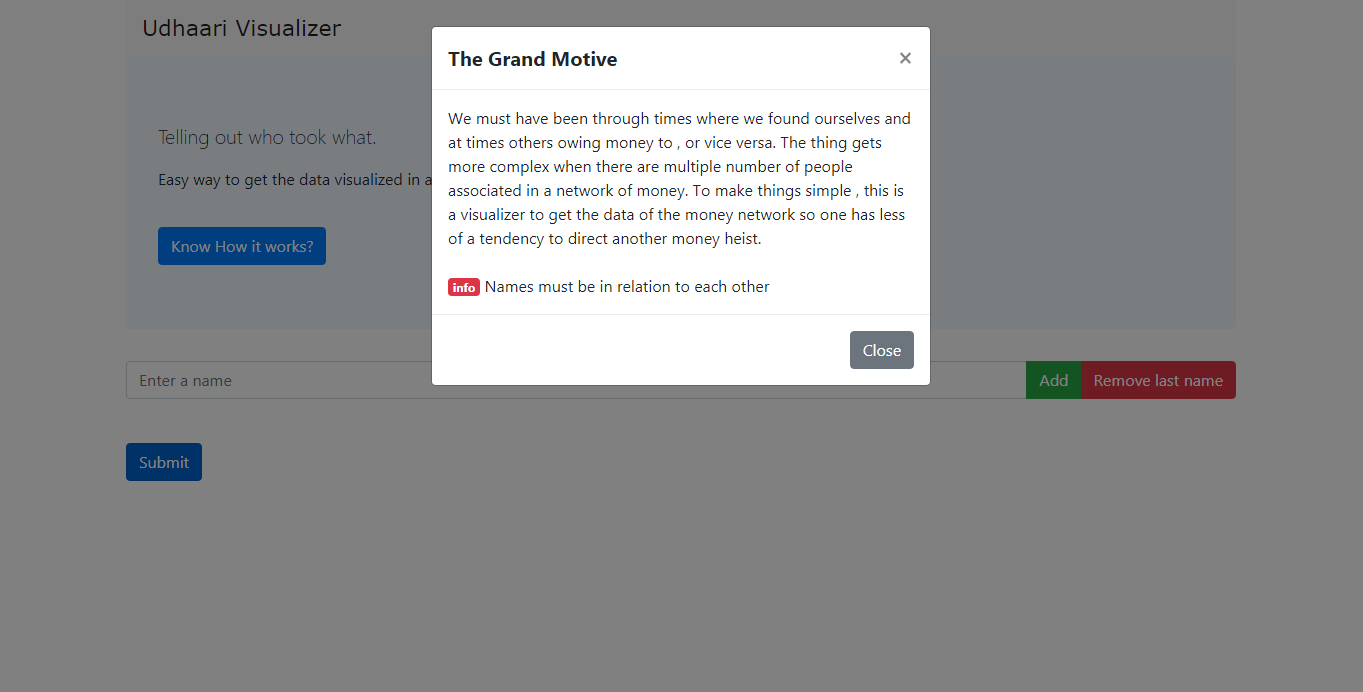 Udhaari Visualizer
The Grand Motive
×
We must have been through times where we found ourselves and
at times others owing money to , or vice versa. The thing gets
more complex when there are multiple number of people
associated in a network of money. To make things simple , this is
a visualizer to get the data of the money network so one has less
of a tendency to direct another money heist.
info Names must be in relation to each other
Close
Telling out who took what.
Easy way to get the data visualized in a
Know How it works?
Enter a name
Add
Remove last name
Submit